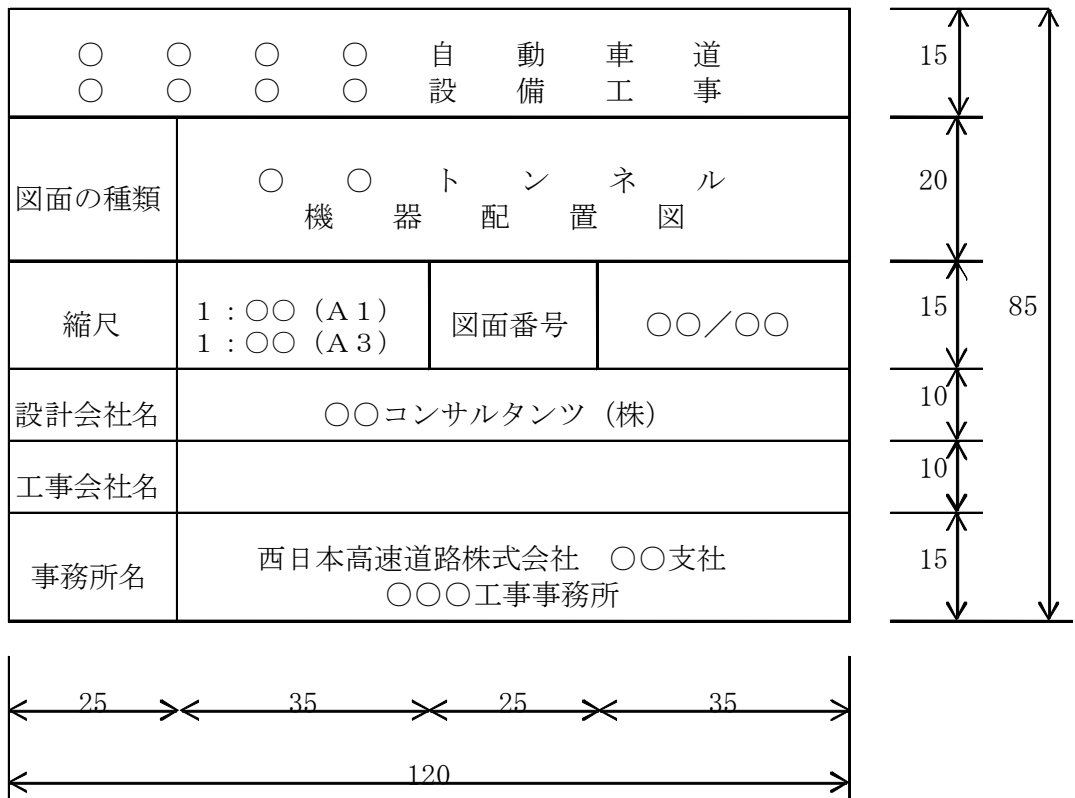 ○ ○ ○ ○ 自 動 車 道
○ ○ ○ ○ 設 備 工 事
15
図面の種類
○ ○ ト ン ネ ル
機 器 配 置 図
20
縮尺
1:○○(A1)
1:○○(A3)
図面番号
○○/○○
15
85
設計会社名
○○コンサルタンツ(株)
10
工事会社名
10
事務所名
西日本高速道路株式会社 ○○支社
○○○工事事務所
15
25 35 25 35
120